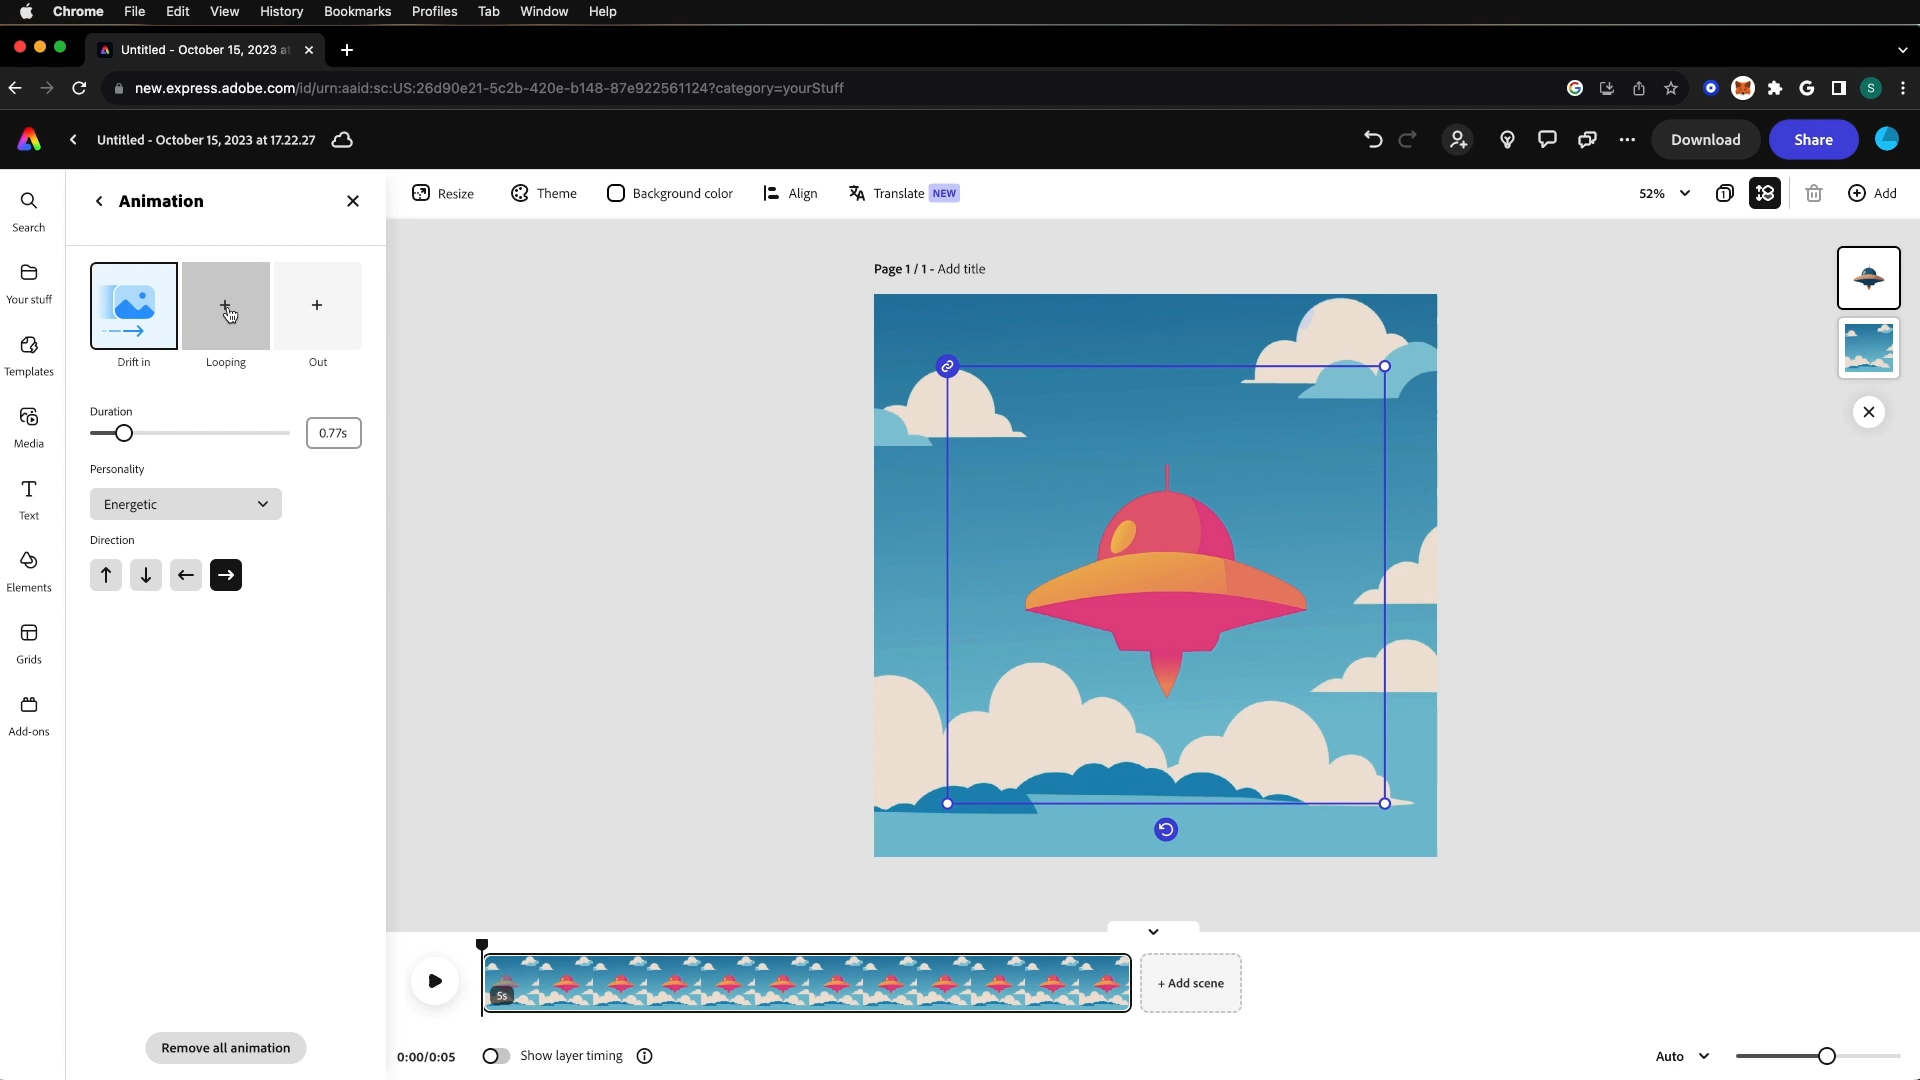 Chrome File Edit View History Bookmarks Profiles Tab Window Help
Untitled - October 15, 2023 at
new.express.adobe.com/id/urn:aaid:sc:US:26d90e21-5c2b-420e-b148-87e922561124?category=yourStuff
S
Untitled - October 15, 2023 at 17.22.27
Download
Share
Search
Your stuff
Templates
Media
Text
Elements
Grids
Add-ons
Animation
Drift in
Looping
Out
Duration
0.77s
Personality
Energetic
Direction
Remove all animation
Resize Theme Background color Align Translate NEW
52%
1
Add
Page 1 / 1 - Add title
5s
+ Add scene
0:00/0:05
Show layer timing
Auto